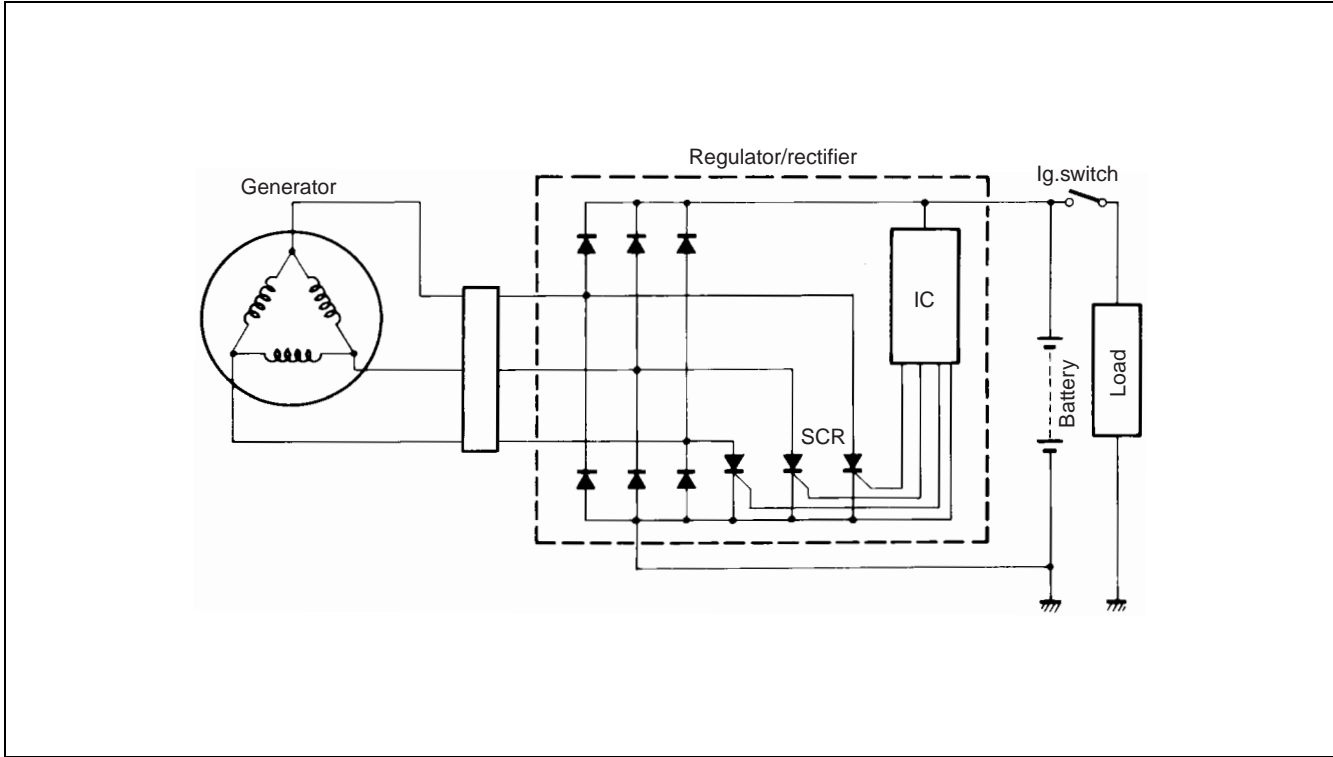 Regulator/rectifier
Generator
Ig.switch
IC
SCR
Battery
Load